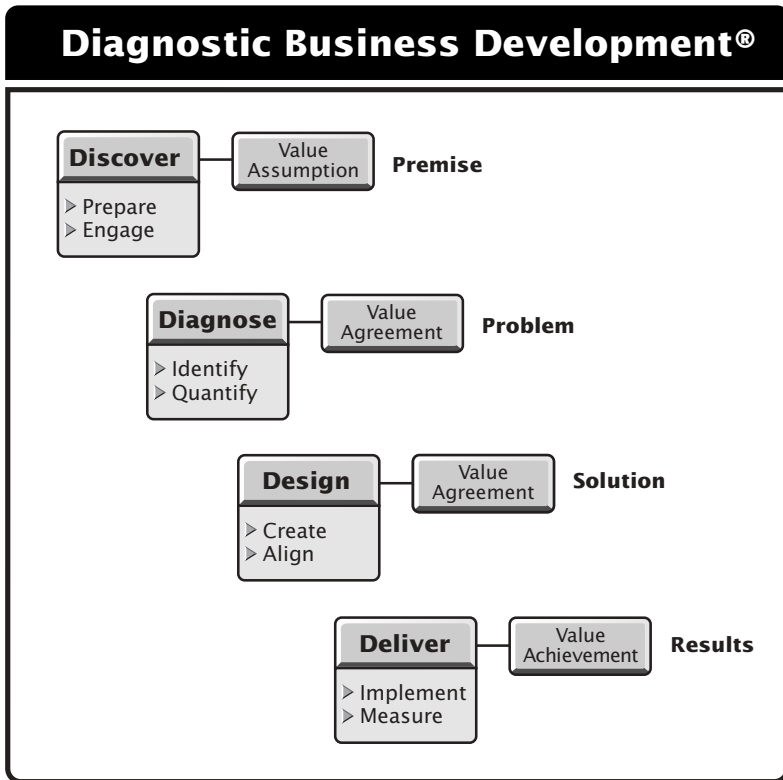 Diagnostic Business Development®
Discover
Value
Assumption
Premise
Prepare
Engage
Diagnose
Value
Agreement
Problem
Identify
Quantify
Design
Value
Agreement
Solution
Create
Align
Deliver
Value
Achievement
Results
Implement
Measure